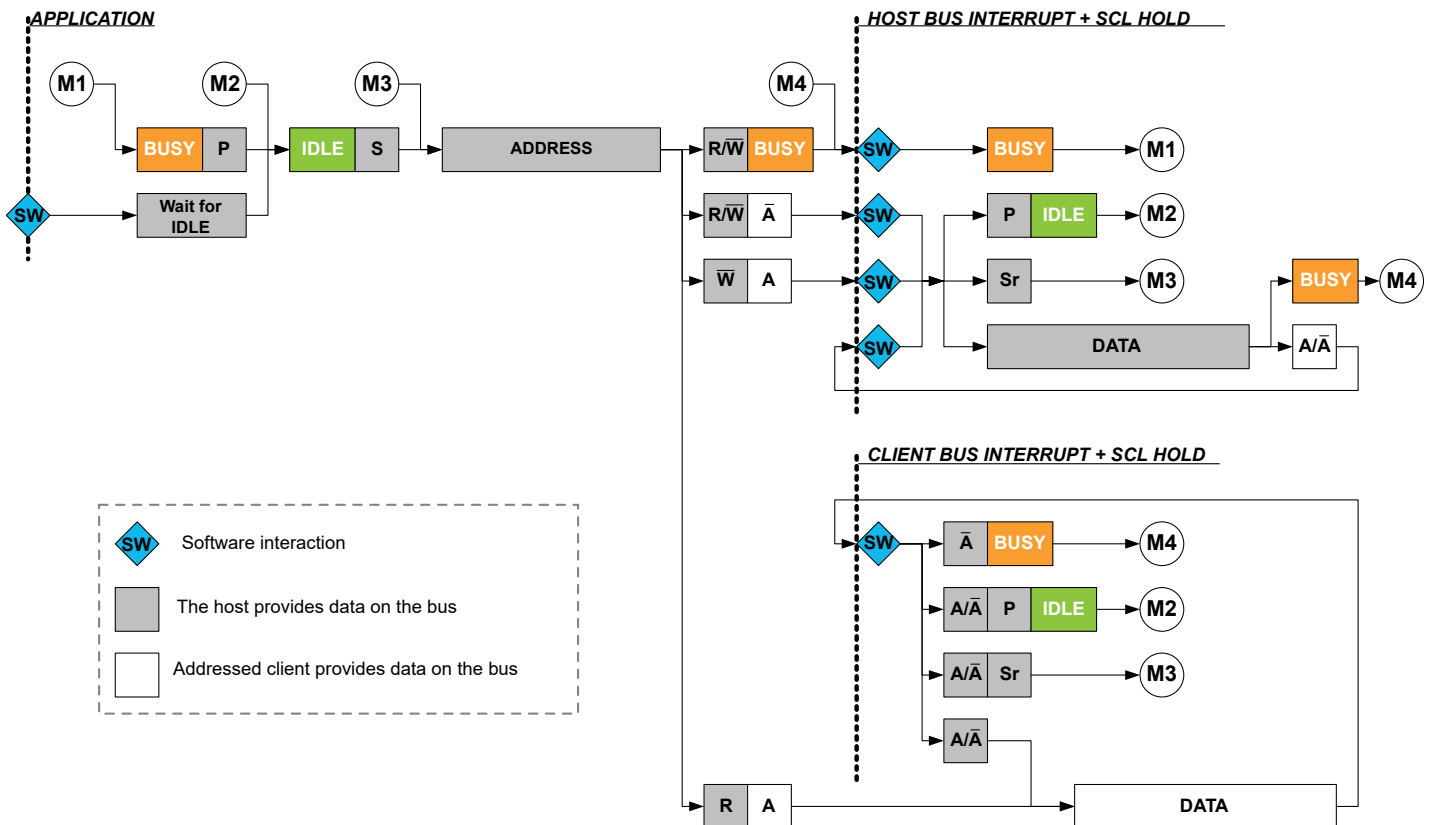 APPLICATION
HOST BUS INTERRUPT + SCL HOLD
M1
M2
M3
M4
BUSY P
IDLE S
ADDRESS
R/W̅ BUSY
SW
BUSY
M1
SW
Wait for
IDLE
R/W̅ A̅
SW
P IDLE
M2
W̅ A
SW
Sr
M3
BUSY
M4
SW
DATA
A/A̅
CLIENT BUS INTERRUPT + SCL HOLD
SW
A̅ BUSY
M4
A/A̅ P IDLE
M2
A/A̅ Sr
M3
A/A̅
R A
DATA
SW Software interaction
The host provides data on the bus
Addressed client provides data on the bus